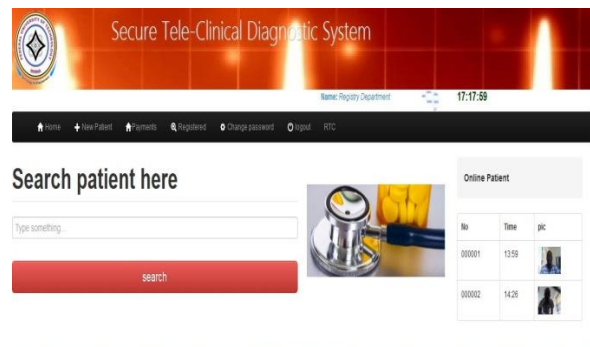 Secure Tele-Clinical Diagnostic System
Name: Registry Department 17:17:59
Home New Patient Payments Registered Change password logout RTC
Search patient here
Type something...
search
Online Patient
No Time pic
000001 13:59
000002 14:26